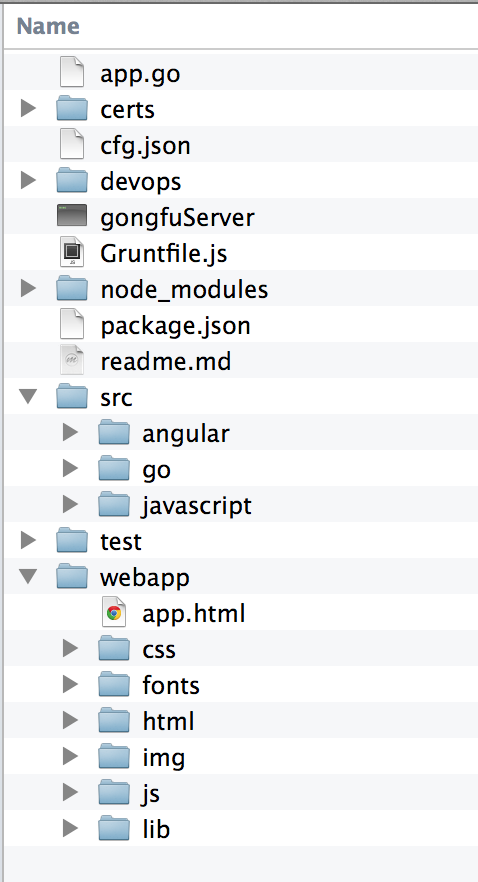 Name
app.go
certs
cfg.json
devops
gongfuServer
Gruntfile.js
node_modules
package.json
readme.md
src
angular
go
javascript
test
webapp
app.html
css
fonts
html
img
js
lib